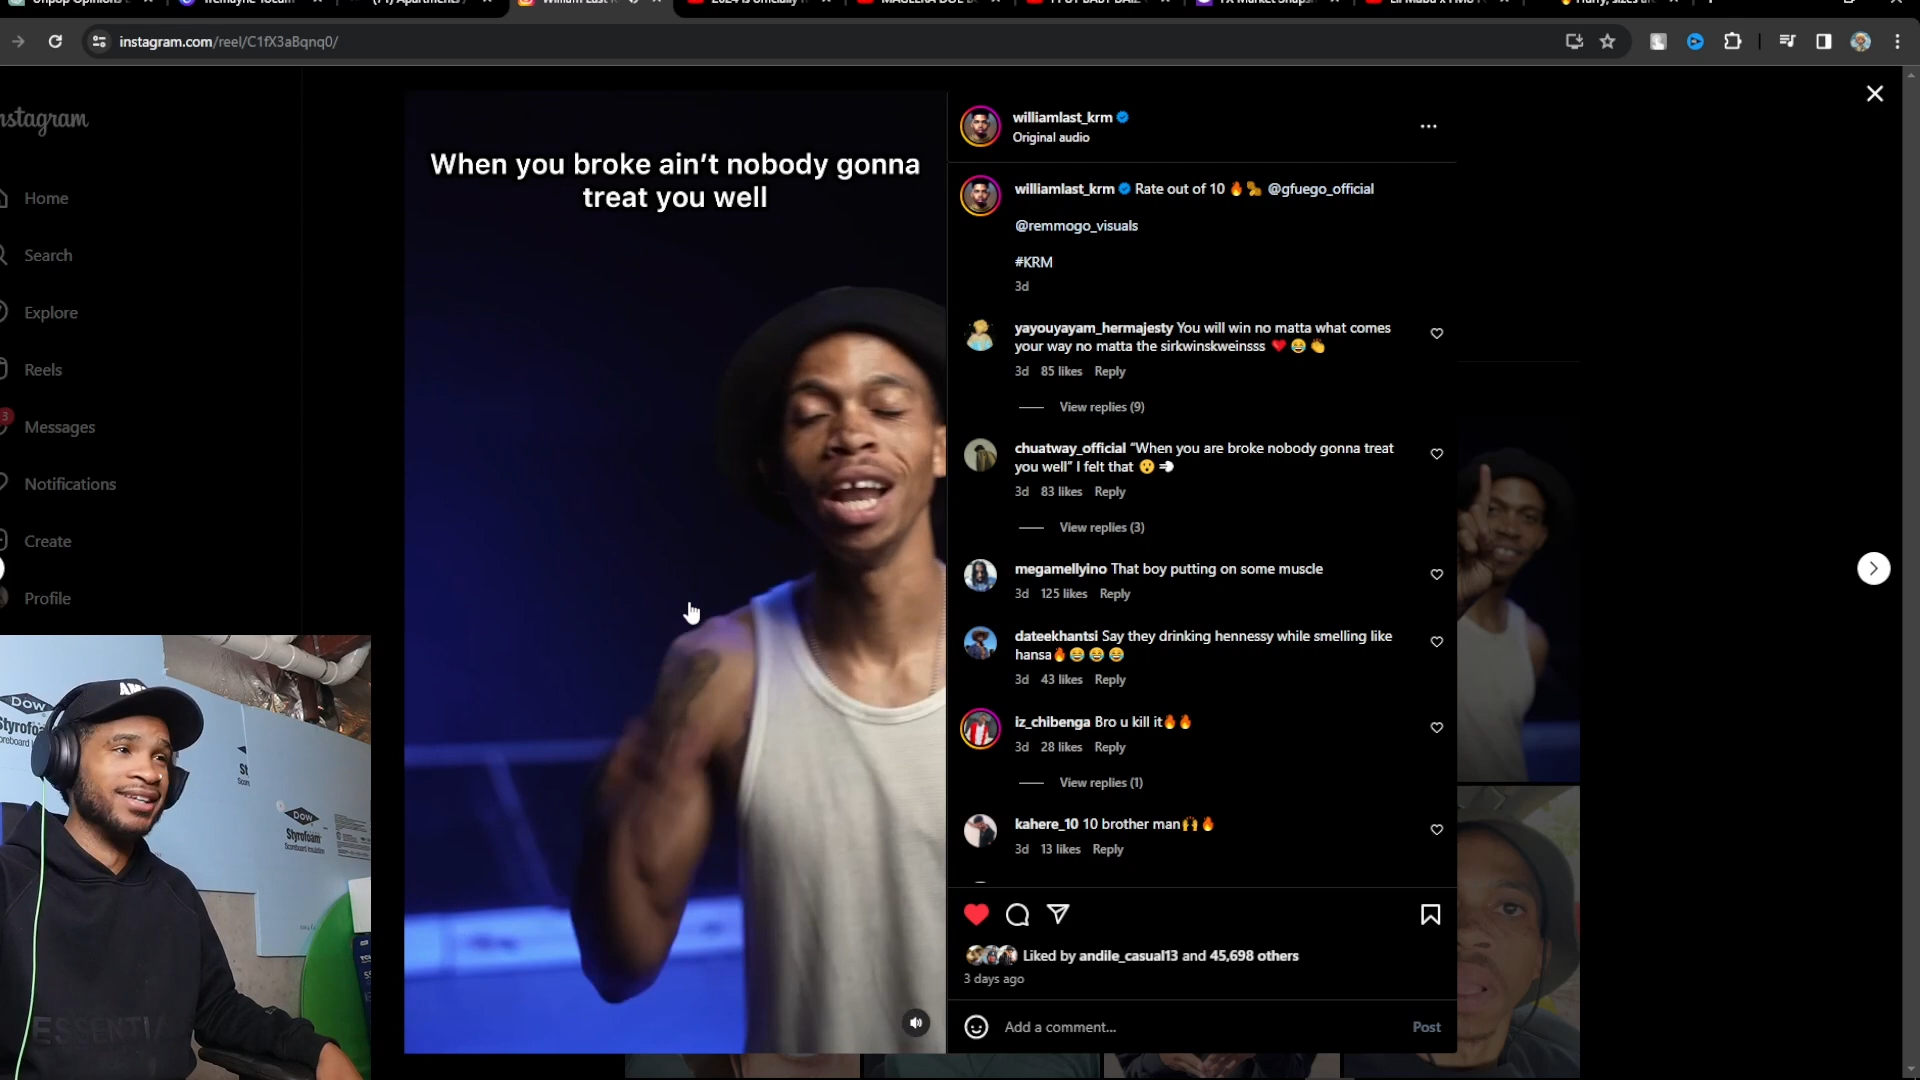 instagram.com/reel/C1fX3aBqnq0/
Home
Search
Explore
Reels
3
Messages
Notifications
Create
Profile
When you broke ain't nobody gonna
treat you well
williamlast_krm
Original audio
williamlast_krm Rate out of 10 🔥 @gfuego_official
@remmogo_visuals
#KRM
3d
yayouyayam_hermajesty You will win no matta what comes
your way no matta the sirkwinskweinsss ❤️😂👏
3d 85 likes Reply
View replies (9)
chuatway_official "When you are broke nobody gonna treat
you well" I felt that 😮‍💨
3d 83 likes Reply
View replies (3)
megamellyino That boy putting on some muscle
3d 125 likes Reply
dateekhantsi Say they drinking hennessy while smelling like
hansa🔥😂😂😂
3d 43 likes Reply
iz_chibenga Bro u kill it🔥🔥
3d 28 likes Reply
View replies (1)
kahere_10 10 brother man🙌🔥
3d 13 likes Reply
Liked by andile_casual13 and 45,698 others
3 days ago
Add a comment...
Post
DOW
DOW
Styrofoam